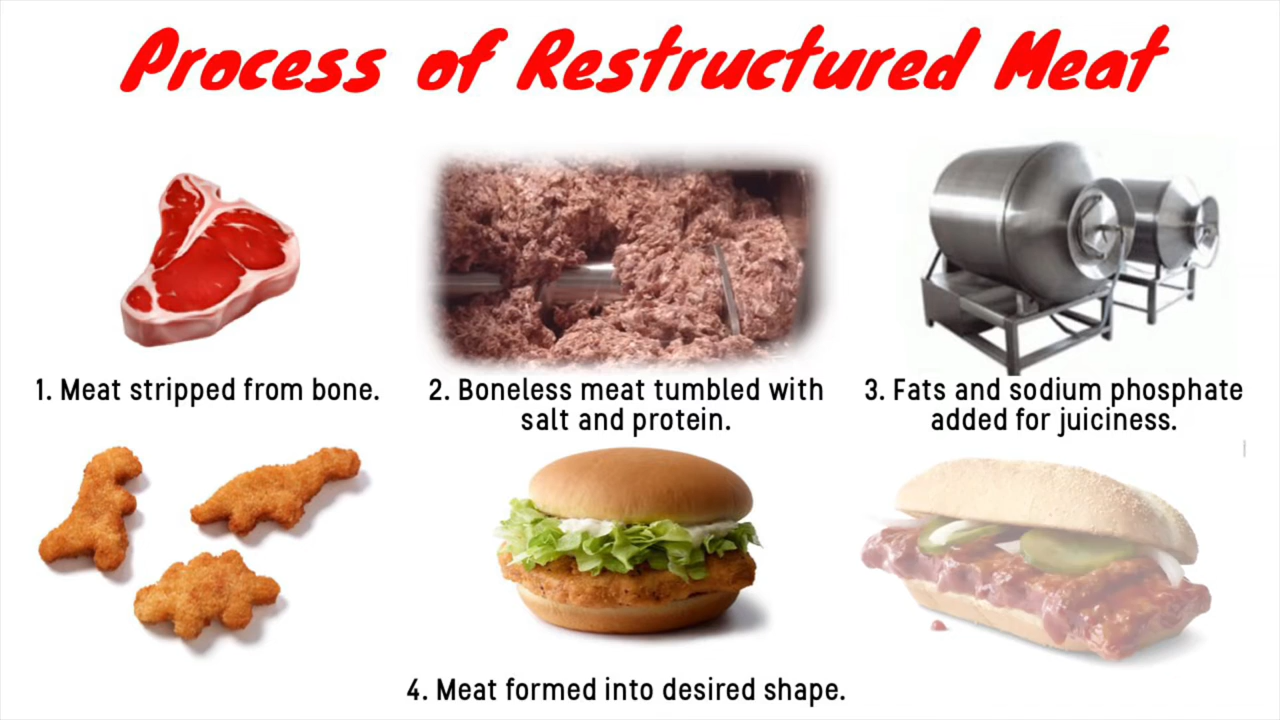 Process of Restructured Meat
1. Meat stripped from bone.
2. Boneless meat tumbled with
salt and protein.
3. Fats and sodium phosphate
added for juiciness.
4. Meat formed into desired shape.